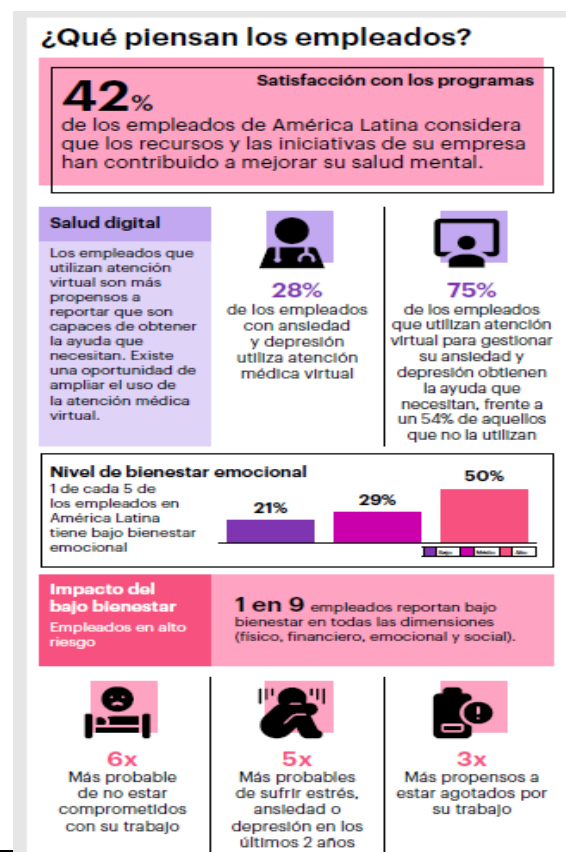 ¿Qué piensan los empleados?
Satisfacción con los programas
42%
de los empleados de América Latina considera
que los recursos y las iniciativas de su empresa
han contribuido a mejorar su salud mental.
Salud digital
Los empleados que
utilizan atención
virtual son más
propensos a
reportar que son
capaces de obtener
la ayuda que
necesitan. Existe
una oportunidad de
ampliar el uso de
la atención médica
virtual.
28%
de los empleados
con ansiedad
y depresión
utiliza atención
médica virtual
75%
de los empleados
que utilizan atención
virtual para gestionar
su ansiedad y
depresión obtienen
la ayuda que
necesitan, frente a
un 54% de aquellos
que no la utilizan
Nivel de bienestar emocional
1 de cada 5 de
los empleados en
América Latina
tiene bajo bienestar
emocional
21%
29%
50%
Bajo Medio Alto
Impacto del
bajo bienestar
Empleados en alto
riesgo
1 en 9 empleados reportan bajo
bienestar en todas las dimensiones
(físico, financiero, emocional y social).
6x
Más probable
de no estar
comprometidos
con su trabajo
5x
Más probables
de sufrir estrés,
ansiedad o
depresión en los
últimos 2 años
3x
Más propensos a
estar agotados por
su trabajo